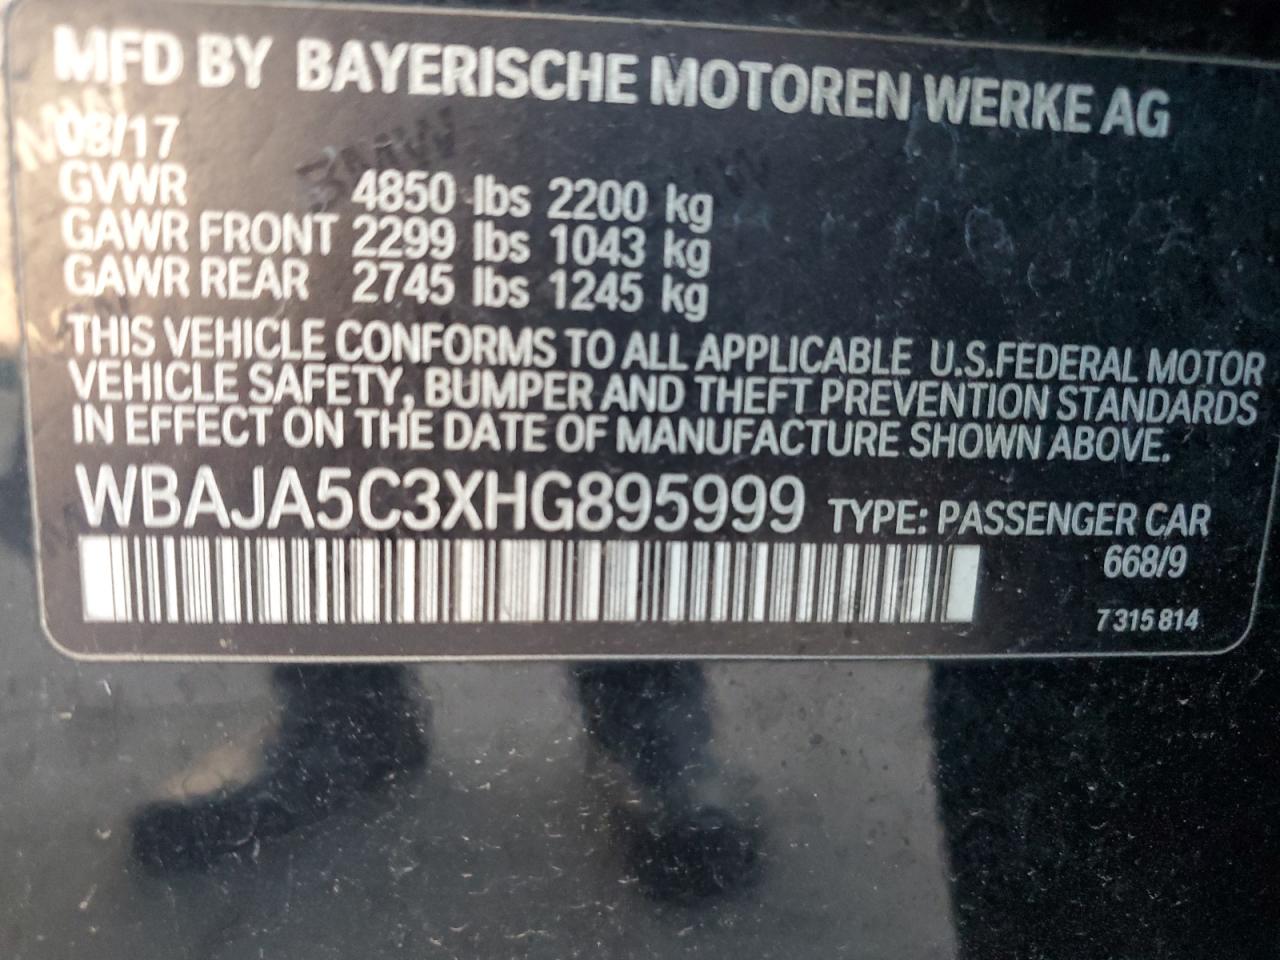 MFD BY BAYERISCHE MOTOREN WERKE AG
08/17
GVWR 4850 lbs 2200 kg
GAWR FRONT 2299 lbs 1043 kg
GAWR REAR 2745 lbs 1245 kg
THIS VEHICLE CONFORMS TO ALL APPLICABLE U.S.FEDERAL MOTOR
VEHICLE SAFETY, BUMPER AND THEFT PREVENTION STANDARDS
IN EFFECT ON THE DATE OF MANUFACTURE SHOWN ABOVE.
WBAJA5C3XHG895999 TYPE: PASSENGER CAR
668/9
7 315 814
BMW